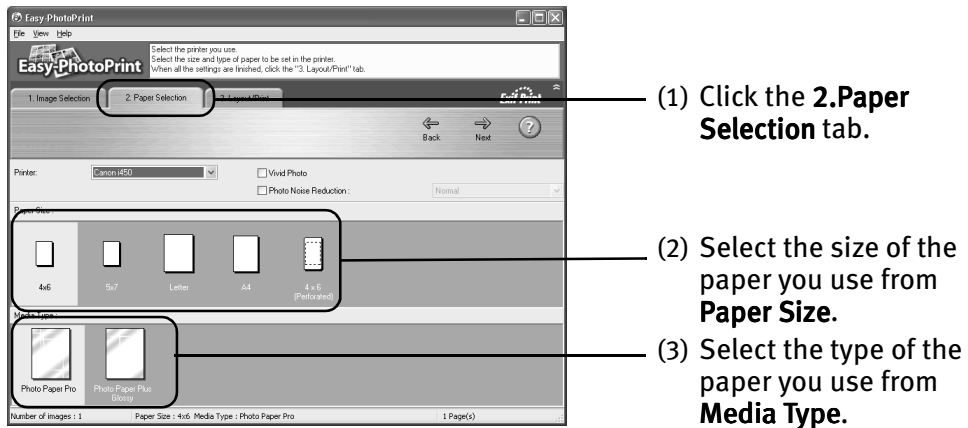 Easy-PhotoPrint
File View Help
Easy-PhotoPrint
Select the printer you use.
Select the size and type of paper to be set in the printer.
When all the settings are finished, click the "3. Layout/Print" tab.
1. Image Selection
2. Paper Selection
3. Layout/Print
Exif Print
Back
Next
?
Printer:
Canon i450
Vivid Photo
Photo Noise Reduction :
Normal
Paper Size :
4x6
5x7
Letter
A4
4 x 6
(Perforated)
Media Type :
Photo Paper Pro
Photo Paper Plus
Glossy
Number of images : 1
Paper Size : 4x6 Media Type : Photo Paper Pro
1 Page(s)
(1) Click the 2.Paper
Selection tab.
(2) Select the size of the
paper you use from
Paper Size.
(3) Select the type of the
paper you use from
Media Type.